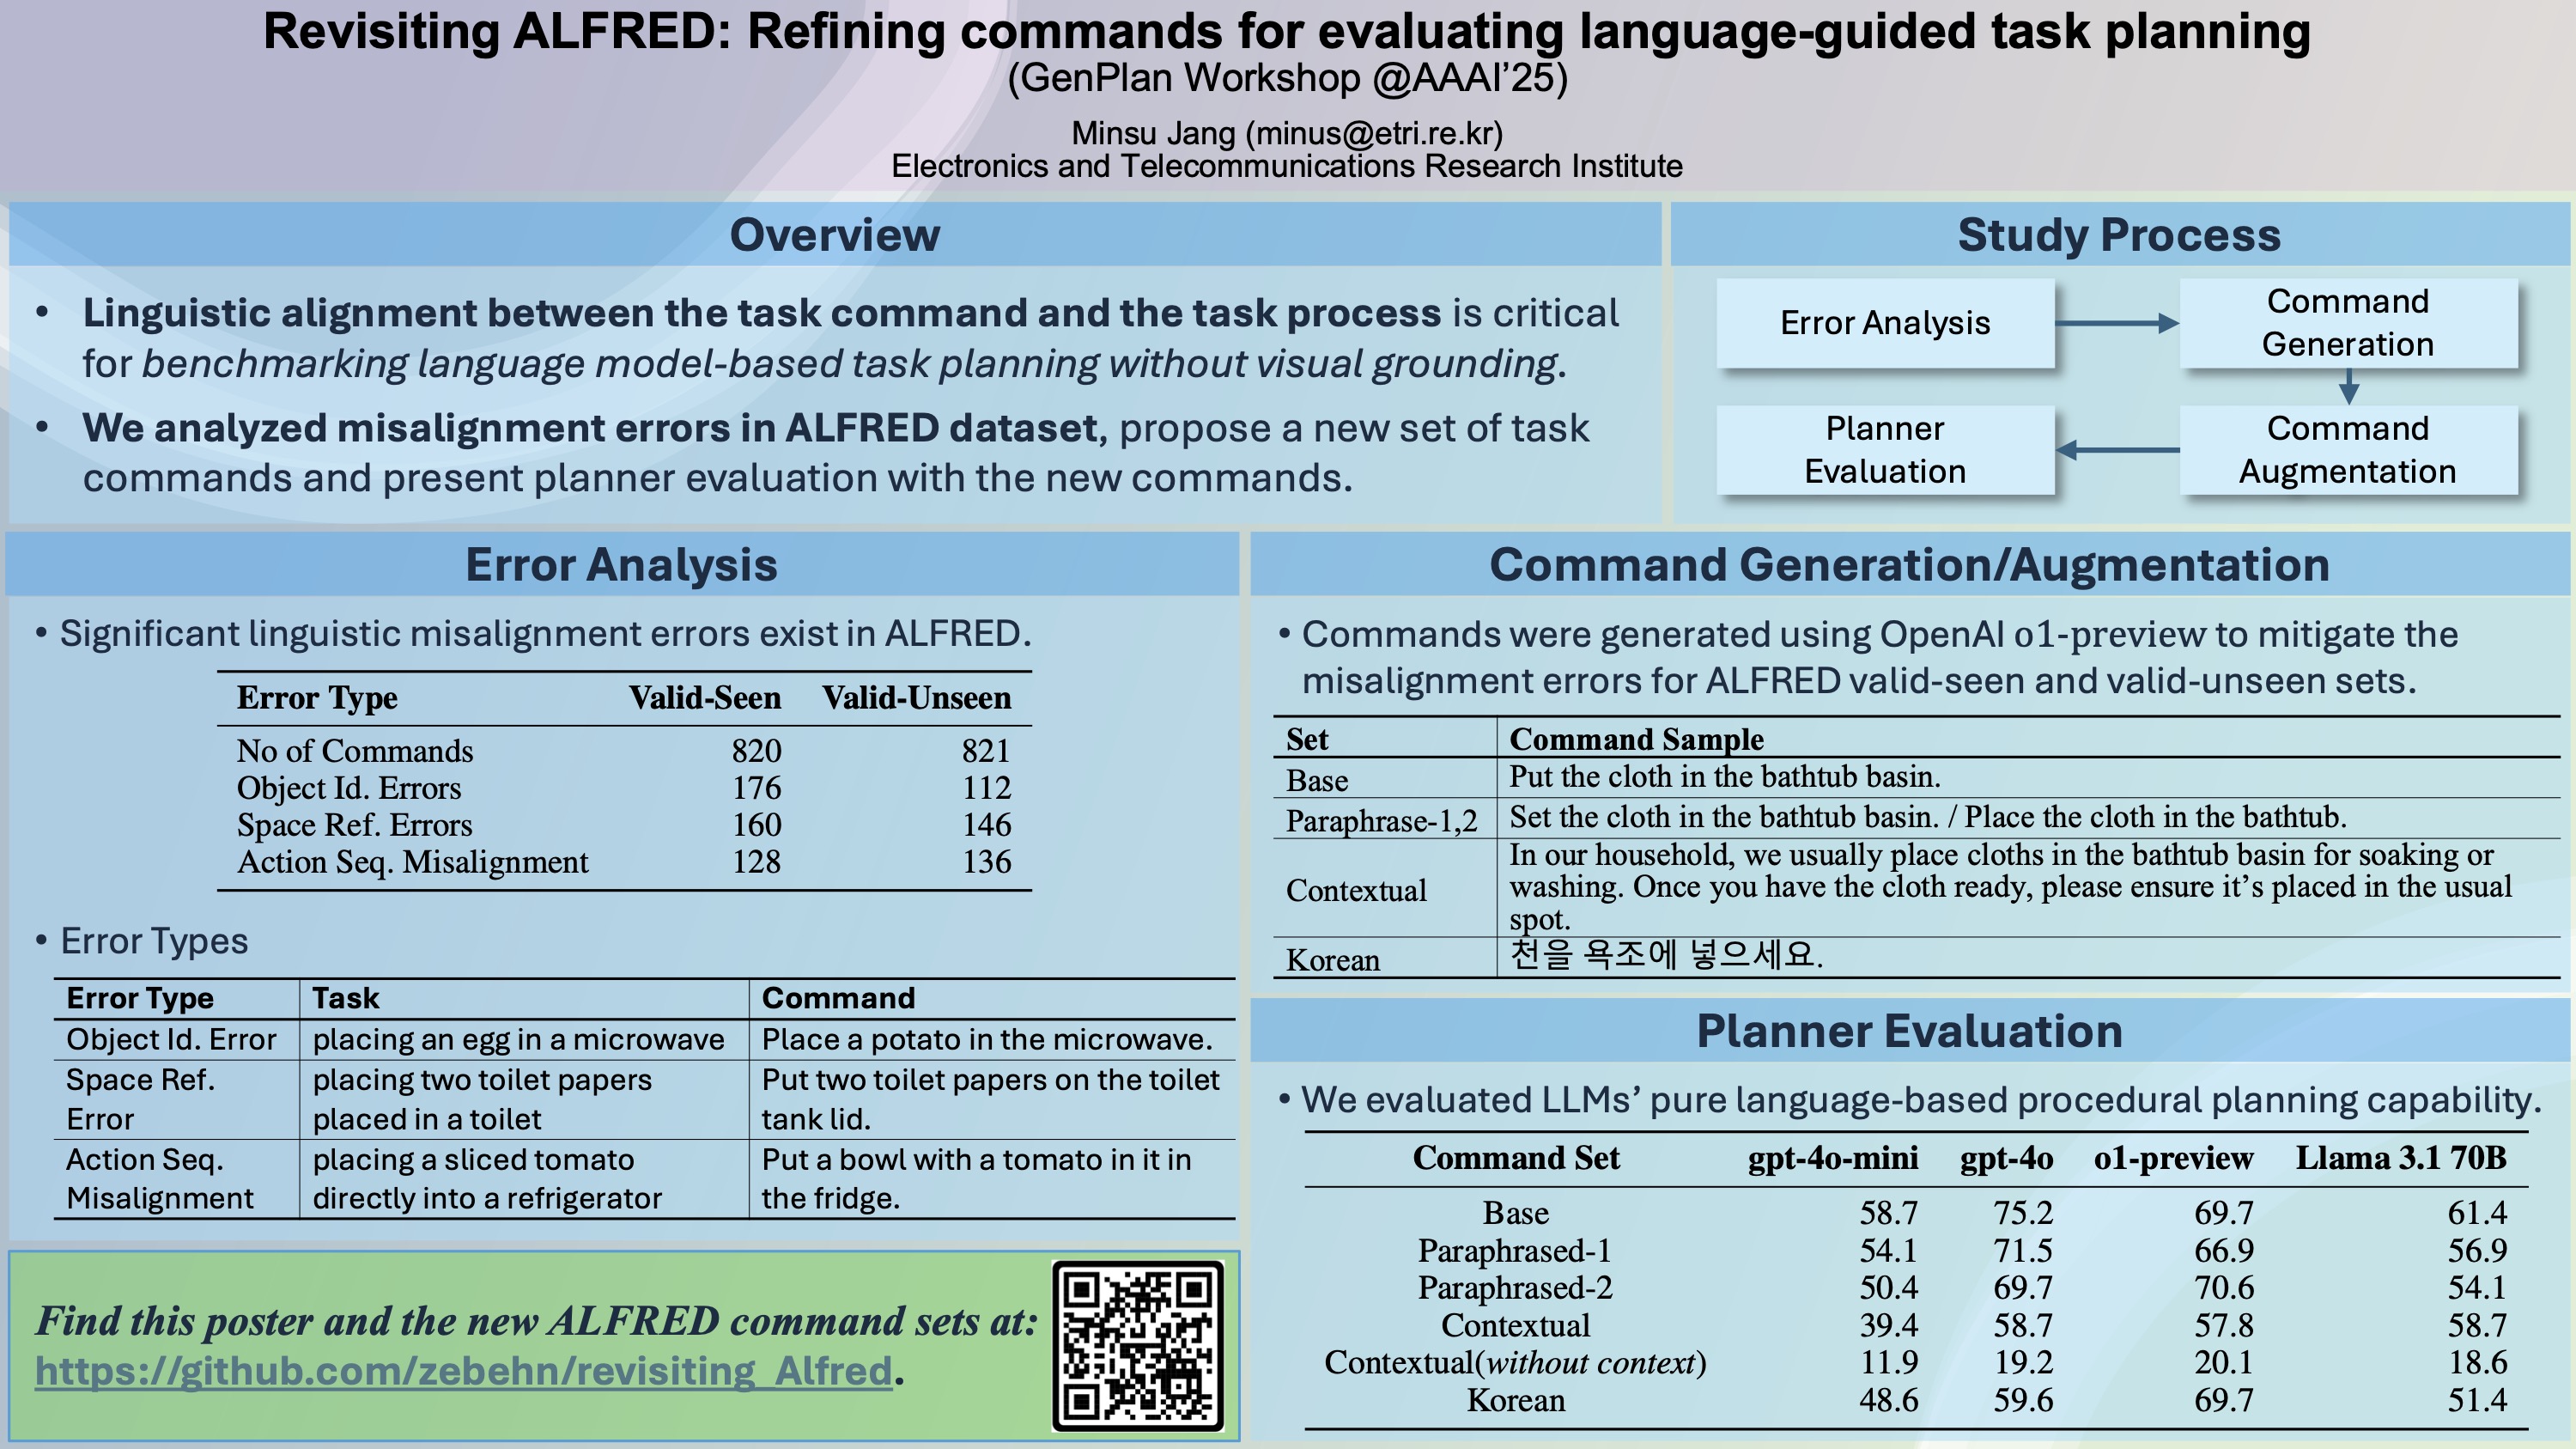 Revisiting ALFRED: Refining commands for evaluating language-guided task planning
(GenPlan Workshop @AAAI’25)
Minsu Jang (minus@etri.re.kr)
Electronics and Telecommunications Research Institute
Overview
• Linguistic alignment between the task command and the task process is critical
for benchmarking language model-based task planning without visual grounding.
• We analyzed misalignment errors in ALFRED dataset, propose a new set of task
commands and present planner evaluation with the new commands.
Study Process
Error Analysis
Command
Generation
Command
Augmentation
Planner
Evaluation
Error Analysis
• Significant linguistic misalignment errors exist in ALFRED.
Error Type Valid-Seen Valid-Unseen
No of Commands 820 821
Object Id. Errors 176 112
Space Ref. Errors 160 146
Action Seq. Misalignment 128 136
• Error Types
Error Type Task Command
Object Id. Error placing an egg in a microwave Place a potato in the microwave.
Space Ref. placing two toilet papers Put two toilet papers on the toilet
Error placed in a toilet tank lid.
Action Seq. placing a sliced tomato Put a bowl with a tomato in it in
Misalignment directly into a refrigerator the fridge.
Find this poster and the new ALFRED command sets at:
https://github.com/zebehn/revisiting_Alfred.
Command Generation/Augmentation
• Commands were generated using OpenAI o1-preview to mitigate the
misalignment errors for ALFRED valid-seen and valid-unseen sets.
Set Command Sample
Base Put the cloth in the bathtub basin.
Paraphrase-1,2 Set the cloth in the bathtub basin. / Place the cloth in the bathtub.
Contextual In our household, we usually place cloths in the bathtub basin for soaking or
washing. Once you have the cloth ready, please ensure it’s placed in the usual
spot.
Korean 천을 욕조에 넣으세요.
Planner Evaluation
• We evaluated LLMs’ pure language-based procedural planning capability.
Command Set gpt-4o-mini gpt-4o o1-preview Llama 3.1 70B
Base 58.7 75.2 69.7 61.4
Paraphrased-1 54.1 71.5 66.9 56.9
Paraphrased-2 50.4 69.7 70.6 54.1
Contextual 39.4 58.7 57.8 58.7
Contextual(without context) 11.9 19.2 20.1 18.6
Korean 48.6 59.6 69.7 51.4